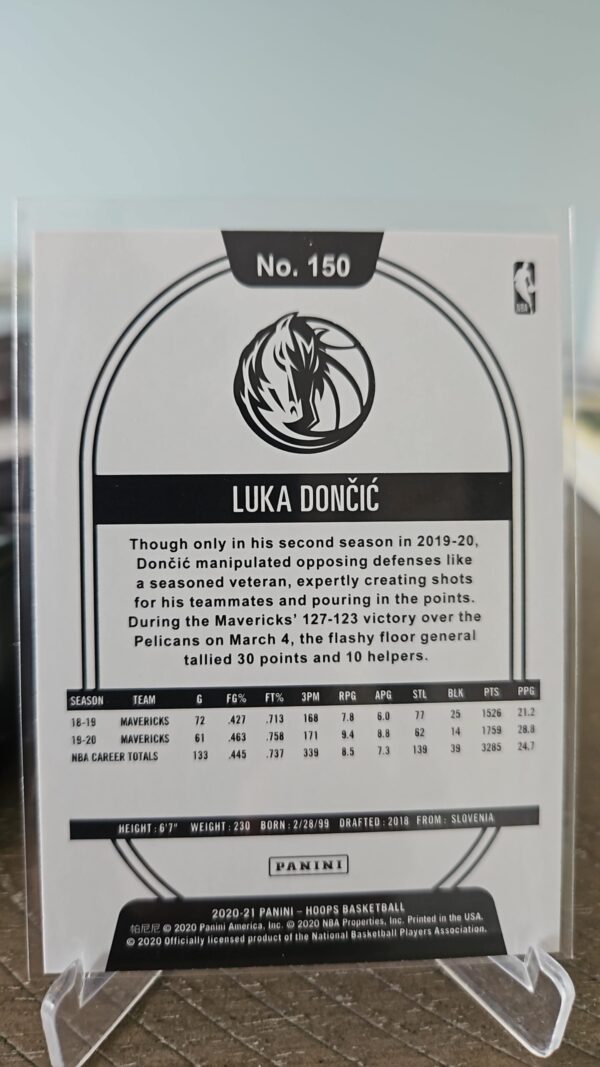 No. 150
NBA
LUKA DONČIĆ
Though only in his second season in 2019-20,
Dončić manipulated opposing defenses like
a seasoned veteran, expertly creating shots
for his teammates and pouring in the points.
During the Mavericks' 127-123 victory over the
Pelicans on March 4, the flashy floor general
tallied 30 points and 10 helpers.
SEASON TEAM G FG% FT% 3PM RPG APG STL BLK PTS PPG
18-19 MAVERICKS 72 .427 .713 168 7.8 6.0 77 25 1526 21.2
19-20 MAVERICKS 61 .463 .758 171 9.4 8.8 62 14 1759 28.8
NBA CAREER TOTALS 133 .445 .737 339 8.5 7.3 139 39 3285 24.7
HEIGHT: 6'7" WEIGHT: 230 BORN: 2/28/99 DRAFTED: 2018 FROM: SLOVENIA
PANINI
2020-21 PANINI – HOOPS BASKETBALL
帕尼尼 © 2020 Panini America, Inc. © 2020 NBA Properties, Inc. Printed in the USA.
© 2020 Officially licensed product of the National Basketball Players Association.